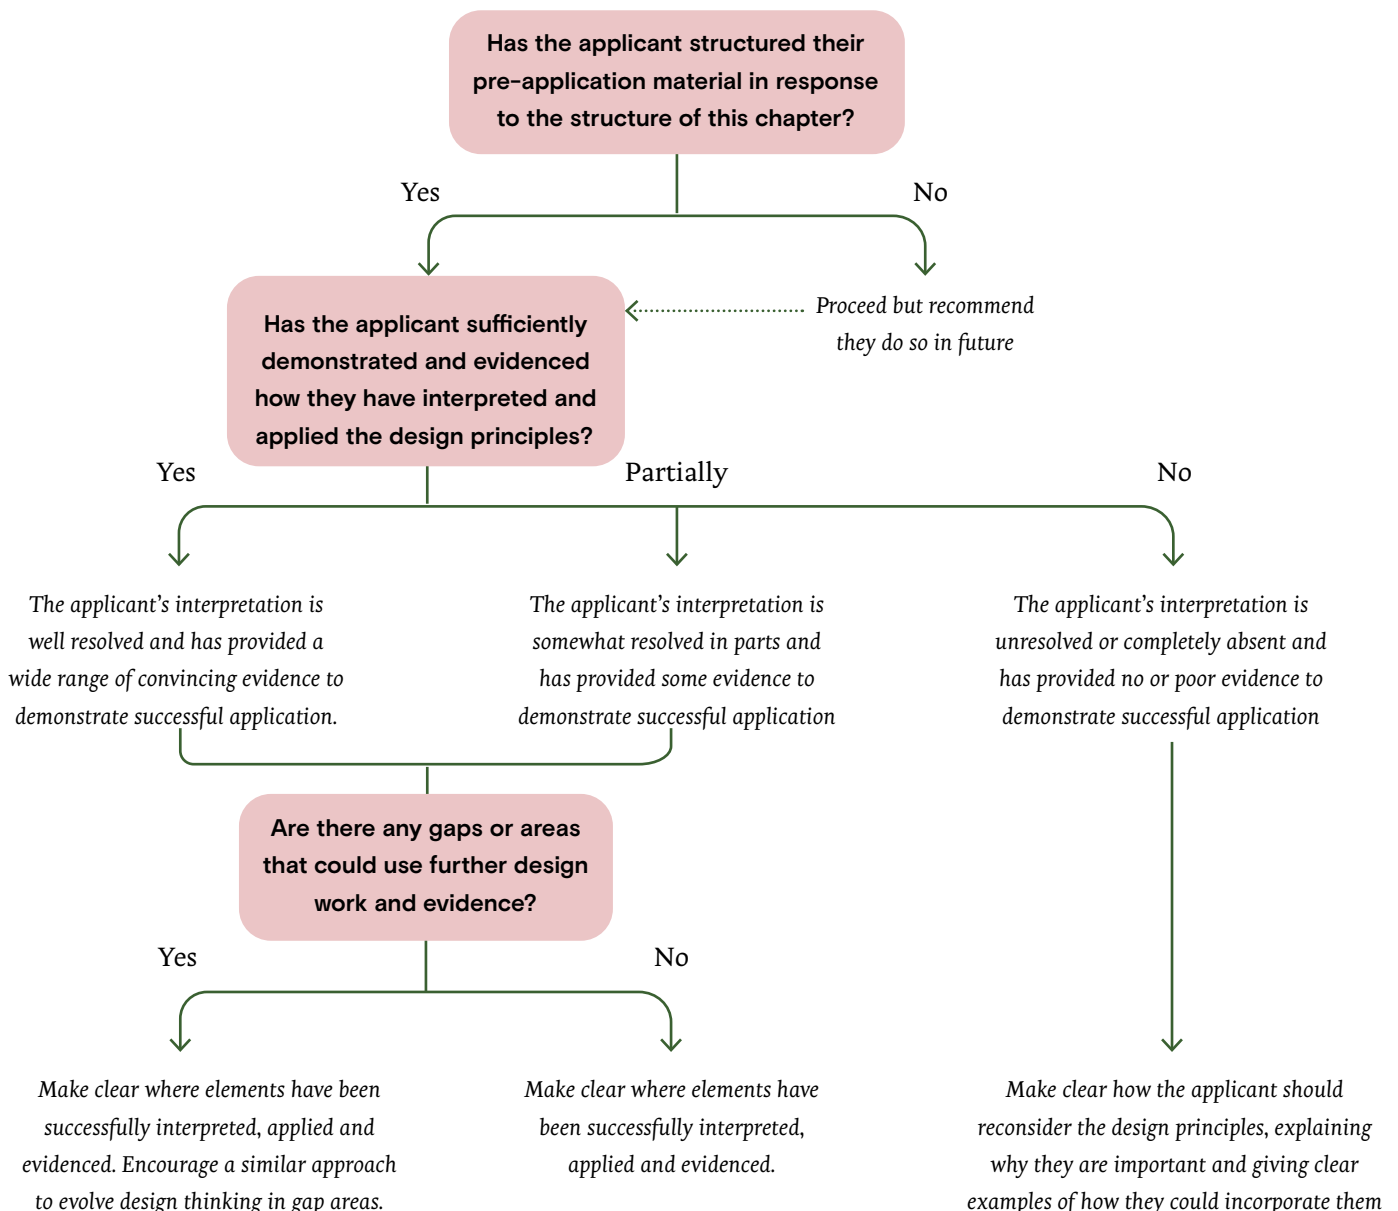 Has the applicant structured their
pre-application material in response
to the structure of this chapter?
Yes
No
Proceed but recommend
they do so in future
Has the applicant sufficiently
demonstrated and evidenced
how they have interpreted and
applied the design principles?
Yes
Partially
No
The applicant’s interpretation is
well resolved and has provided a
wide range of convincing evidence to
demonstrate successful application.
The applicant’s interpretation is
somewhat resolved in parts and
has provided some evidence to
demonstrate successful application
The applicant’s interpretation is
unresolved or completely absent and
has provided no or poor evidence to
demonstrate successful application
Are there any gaps or areas
that could use further design
work and evidence?
Yes
No
Make clear where elements have been
successfully interpreted, applied and
evidenced. Encourage a similar approach
to evolve design thinking in gap areas.
Make clear where elements have
been successfully interpreted,
applied and evidenced.
Make clear how the applicant should
reconsider the design principles, explaining
why they are important and giving clear
examples of how they could incorporate them